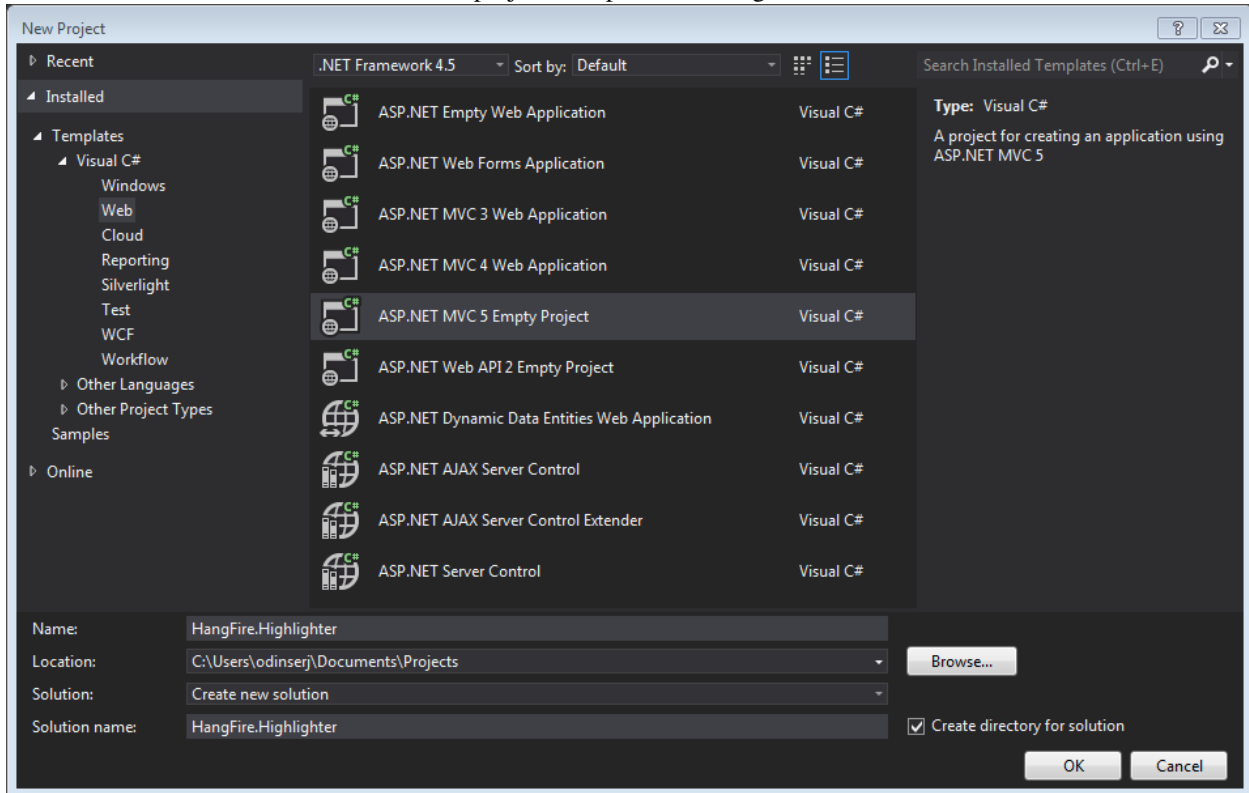 New Project
Recent
.NET Framework 4.5 Sort by: Default
Search Installed Templates (Ctrl+E)
Installed
Templates
Visual C#
Windows
Web
Cloud
Reporting
Silverlight
Test
WCF
Workflow
Other Languages
Other Project Types
Samples
Online
ASP.NET Empty Web Application Visual C#
ASP.NET Web Forms Application Visual C#
ASP.NET MVC 3 Web Application Visual C#
ASP.NET MVC 4 Web Application Visual C#
ASP.NET MVC 5 Empty Project Visual C#
ASP.NET Web API 2 Empty Project Visual C#
ASP.NET Dynamic Data Entities Web Application Visual C#
ASP.NET AJAX Server Control Visual C#
ASP.NET AJAX Server Control Extender Visual C#
ASP.NET Server Control Visual C#
Type: Visual C#
A project for creating an application using
ASP.NET MVC 5
Name: HangFire.Highlighter
Location: C:\Users\odinserj\Documents\Projects Browse...
Solution: Create new solution
Solution name: HangFire.Highlighter Create directory for solution
OK Cancel